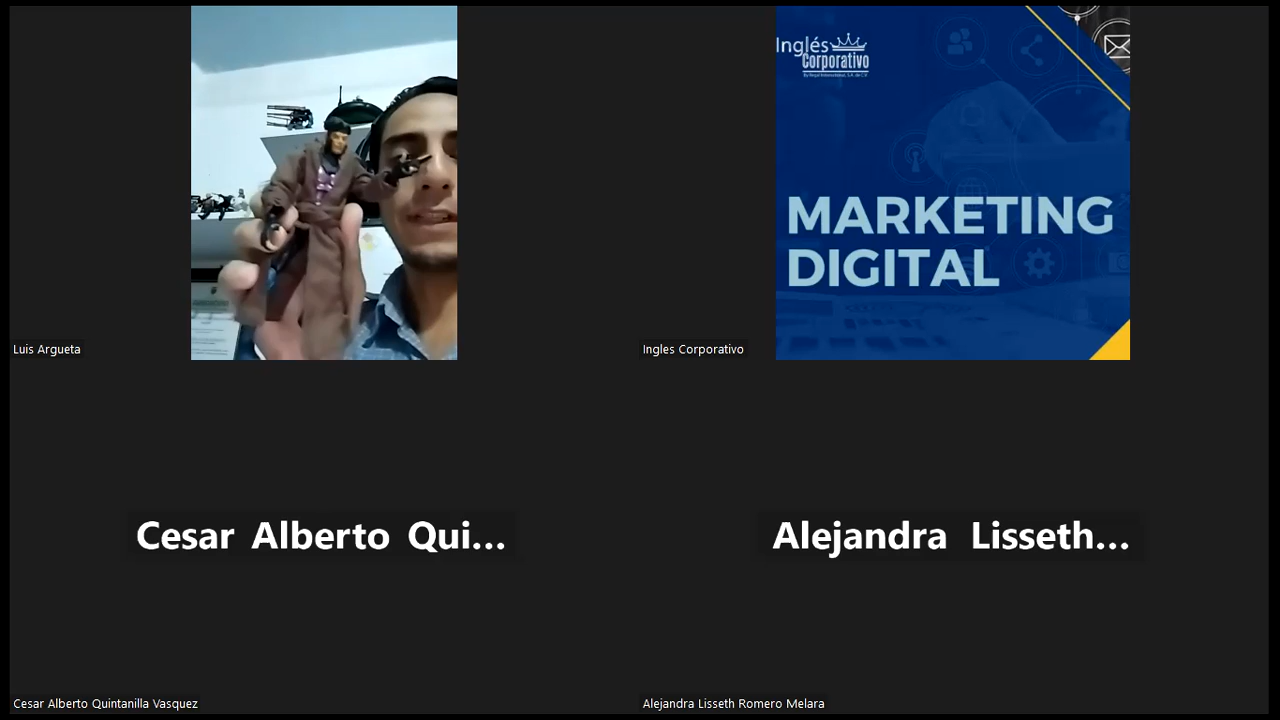 Inglés
Corporativo
MARKETING
DIGITAL
Luis Argueta
Ingles Corporativo
Cesar Alberto Qui...
Alejandra Lisseth...
Cesar Alberto Quintanilla Vasquez
Alejandra Lisseth Romero Melara